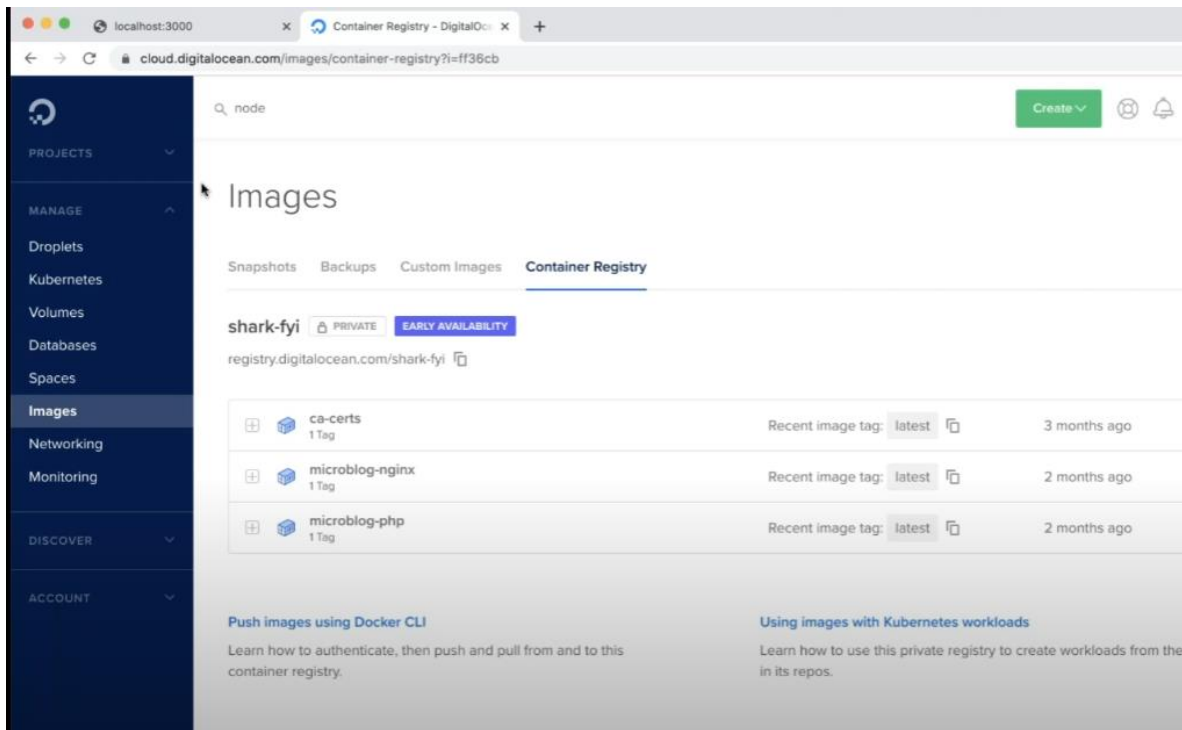 localhost:3000
Container Registry - DigitalOc
cloud.digitalocean.com/images/container-registry?i=ff36cb
node
Create
PROJECTS
MANAGE
Droplets
Kubernetes
Volumes
Databases
Spaces
Images
Networking
Monitoring
DISCOVER
ACCOUNT
Images
Snapshots Backups Custom Images Container Registry
shark-fyi PRIVATE EARLY AVAILABILITY
registry.digitalocean.com/shark-fyi
ca-certs
1 Tag
Recent image tag: latest 3 months ago
microblog-nginx
1 Tag
Recent image tag: latest 2 months ago
microblog-php
1 Tag
Recent image tag: latest 2 months ago
Push images using Docker CLI
Learn how to authenticate, then push and pull from and to this
container registry.
Using images with Kubernetes workloads
Learn how to use this private registry to create workloads from the
in its repos.